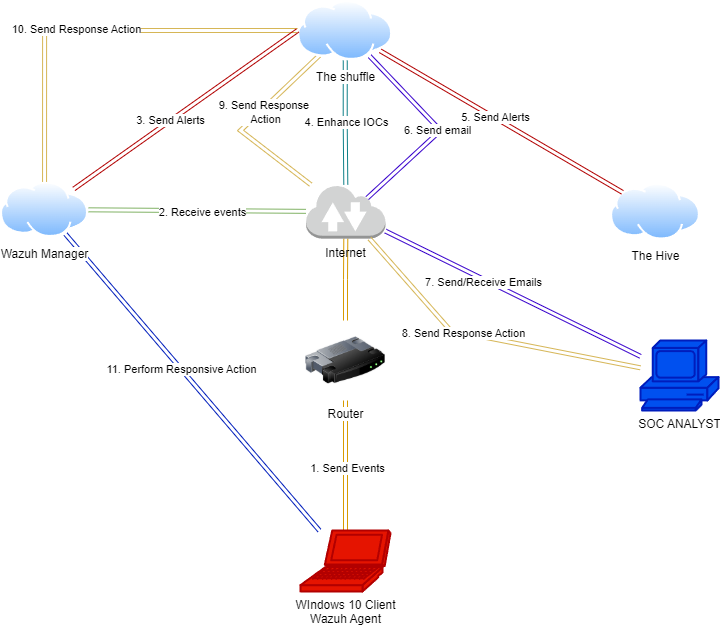 10. Send Response Action
The shuffle
9. Send Response
Action
3. Send Alerts
4. Enhance IOCs
5. Send Alerts
6. Send email
2. Receive events
Wazuh Manager
Internet
The Hive
7. Send/Receive Emails
8. Send Response Action
11. Perform Responsive Action
Router
SOC ANALYST
1. Send Events
WIndows 10 Client
Wazuh Agent